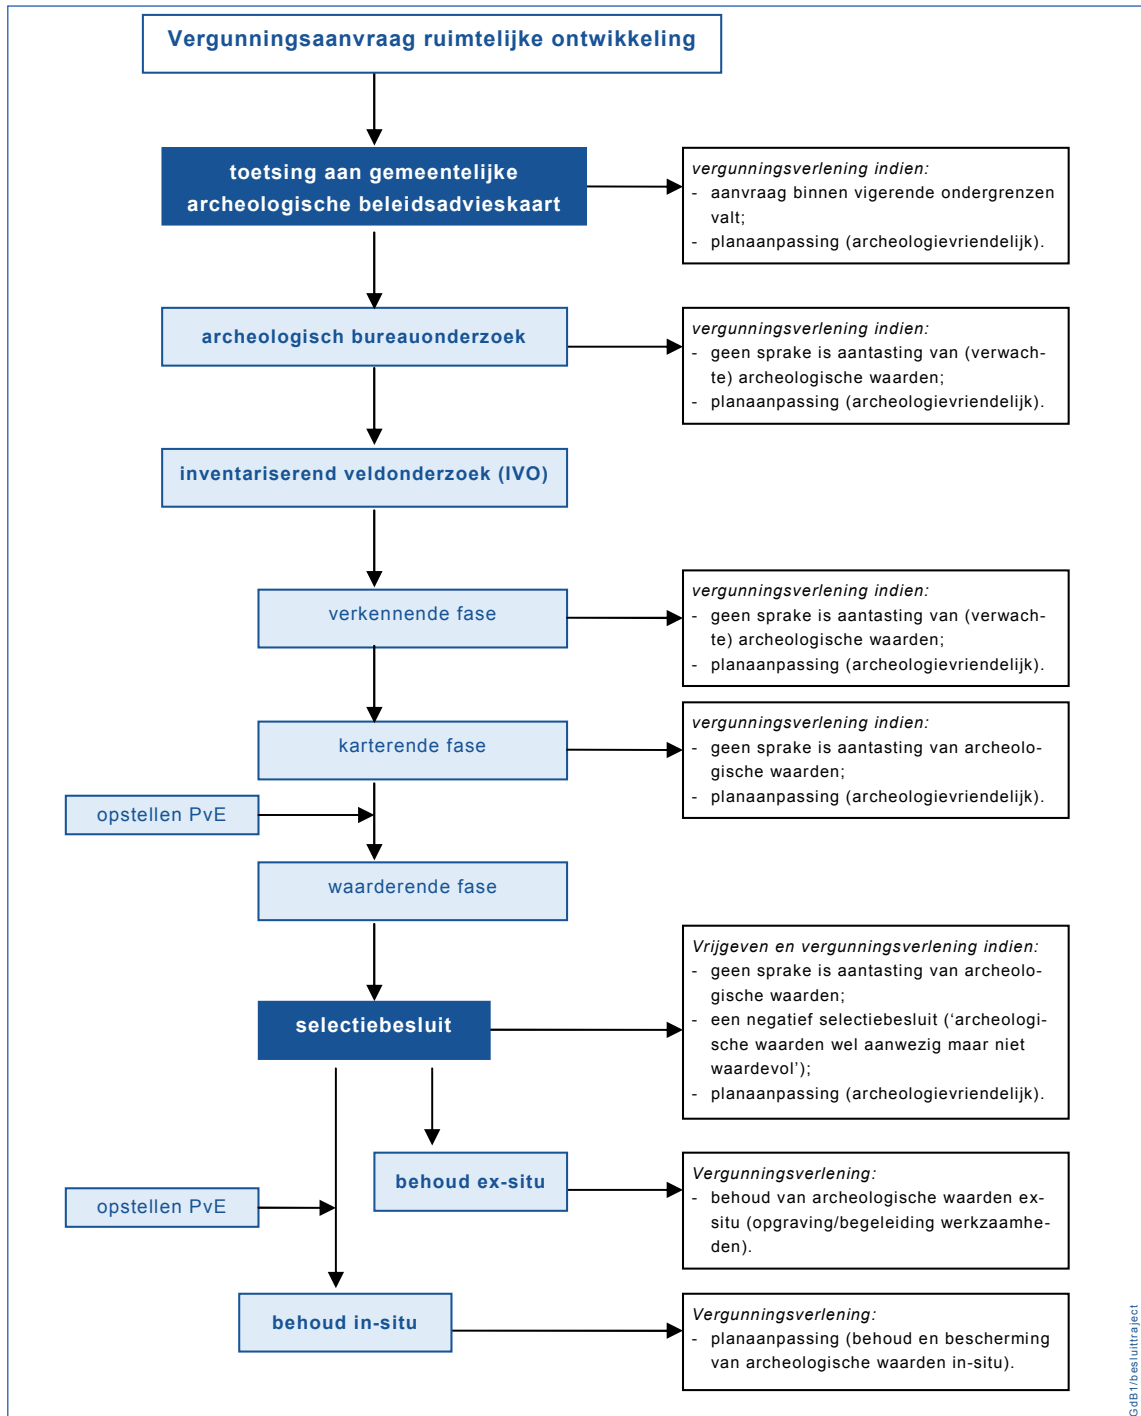 Vergunningsaanvraag ruimtelijke ontwikkeling
toetsing aan gemeentelijke
archeologische beleidsadvieskaart
vergunningsverlening indien:
- aanvraag binnen vigerende ondergrenzen
valt;
- planaanpassing (archeologievriendelijk).
archeologisch bureauonderzoek
vergunningsverlening indien:
- geen sprake is aantasting van (verwach-
te) archeologische waarden;
- planaanpassing (archeologievriendelijk).
inventariserend veldonderzoek (IVO)
verkennende fase
vergunningsverlening indien:
- geen sprake is aantasting van (verwach-
te) archeologische waarden;
- planaanpassing (archeologievriendelijk).
karterende fase
vergunningsverlening indien:
- geen sprake is aantasting van archeolo-
gische waarden;
- planaanpassing (archeologievriendelijk).
opstellen PvE
waarderende fase
selectiebesluit
Vrijgeven en vergunningsverlening indien:
- geen sprake is aantasting van archeolo-
gische waarden;
- een negatief selectiebesluit (‘archeologi-
sche waarden wel aanwezig maar niet
waardevol’);
- planaanpassing (archeologievriendelijk).
behoud ex-situ
Vergunningsverlening:
- behoud van archeologische waarden ex-
situ (opgraving/begeleiding werkzaamhe-
den).
opstellen PvE
behoud in-situ
Vergunningsverlening:
- planaanpassing (behoud en bescherming
van archeologische waarden in-situ).
GdB1/besluittraject